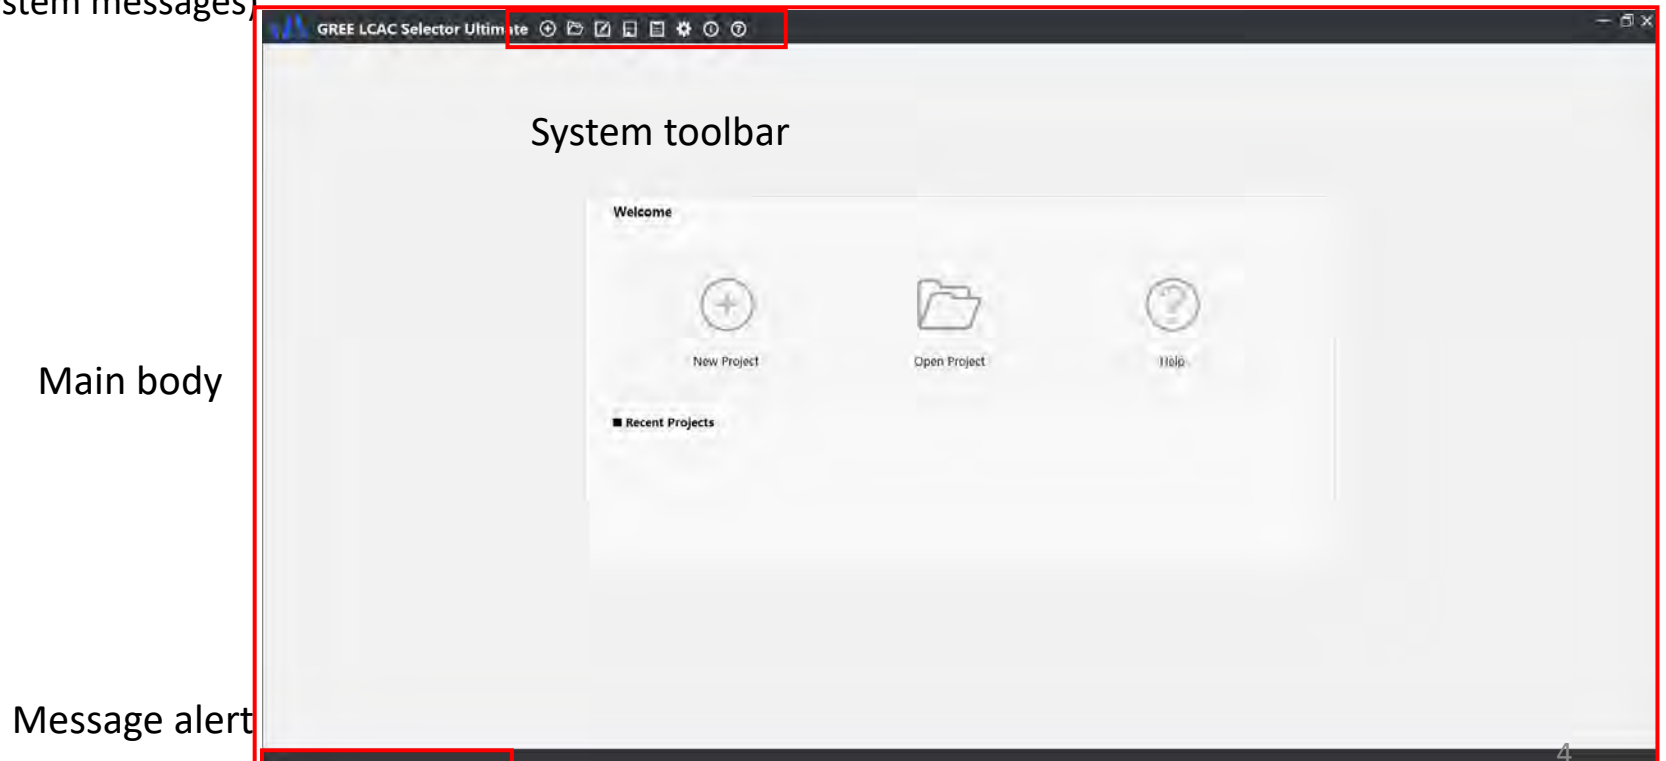 stem messages)
GREE LCAC Selector Ultimate
System toolbar
Welcome
New Project Open Project Help
Main body
Recent Projects
Message alert
4